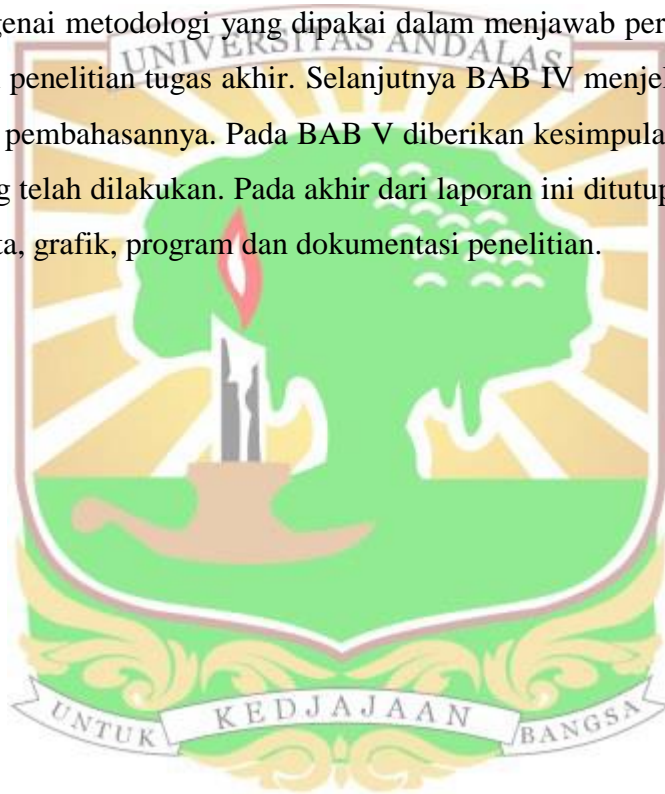 genai metodologi yang dipakai dalam menjawab per
UNIVERSITAS ANDALAS
penelitian tugas akhir. Selanjutnya BAB IV menjel
pembahasannya. Pada BAB V diberikan kesimpula
g telah dilakukan. Pada akhir dari laporan ini ditutup
ta, grafik, program dan dokumentasi penelitian.
UNTUK KEDJAJAAN BANGSA